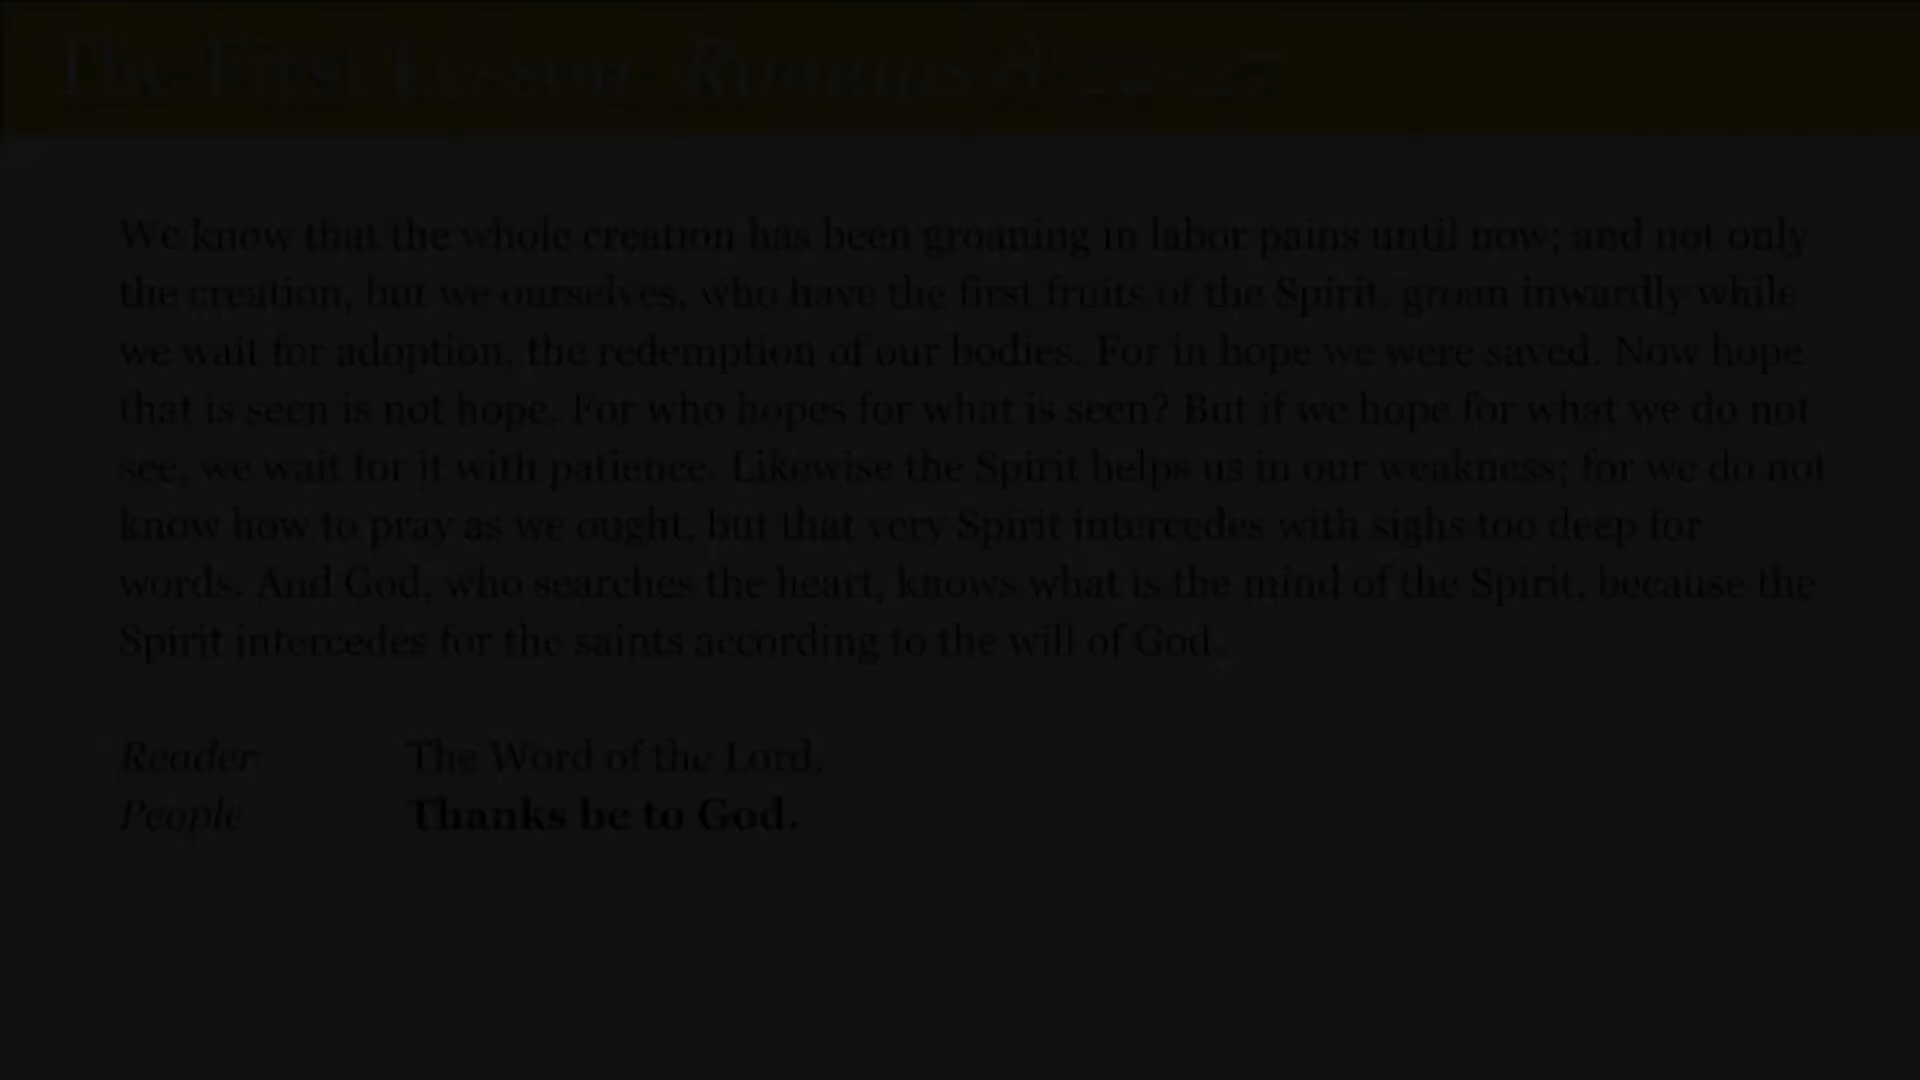 The First Lesson: Romans 8
We know that the whole creation has been groaning in labor pains until now; and not only
the creation, but we ourselves, who have the first fruits of the Spirit, groan inwardly while
we wait for adoption, the redemption of our bodies. For in hope we were saved. Now hope
that is seen is not hope. For who hopes for what is seen? But if we hope for what we do not
see, we wait for it with patience. Likewise the Spirit helps us in our weakness; for we do not
know how to pray as we ought, but that very Spirit intercedes with sighs too deep for
words. And God, who searches the heart, knows what is the mind of the Spirit, because the
Spirit intercedes for the saints according to the will of God.
Reader The Word of the Lord.
People Thanks be to God.